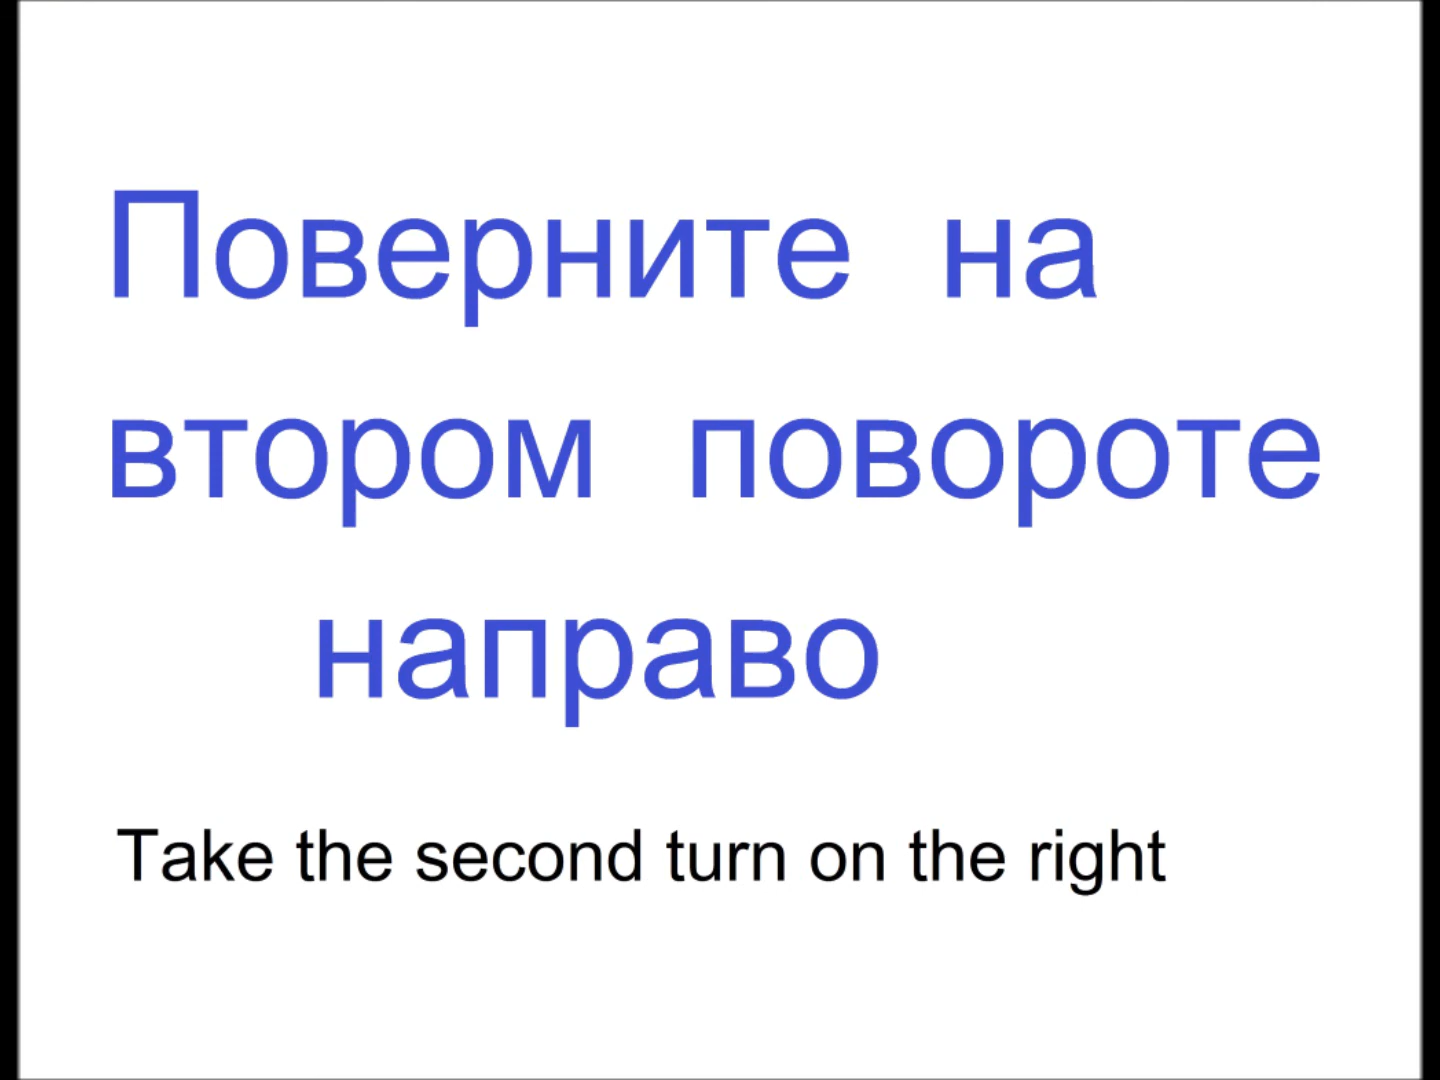 Поверните на
втором повороте
направо
Take the second turn on the right